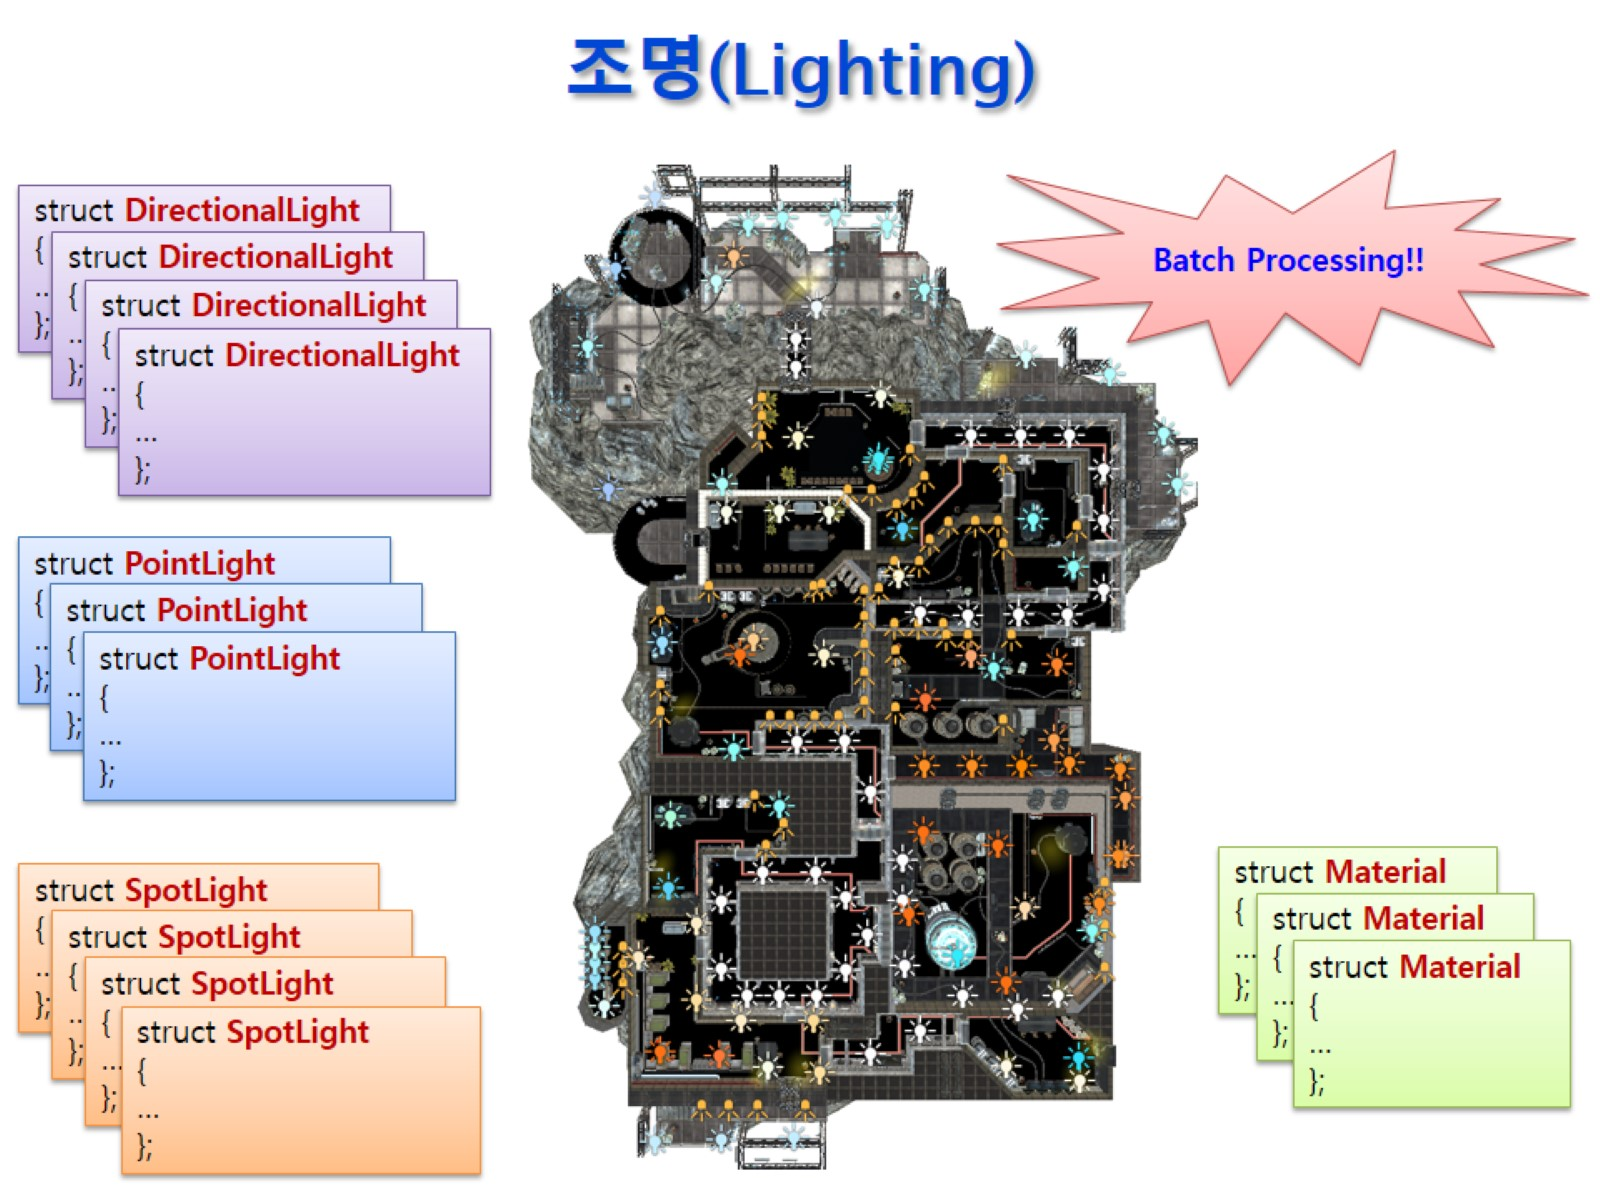 조명(Lighting)
struct DirectionalLight
{
..
};
struct DirectionalLight
{
..
};
struct DirectionalLight
{
..
};
struct DirectionalLight
{
...
};
Batch Processing!!
struct PointLight
{
..
};
struct PointLight
{
..
};
struct PointLight
{
...
};
struct SpotLight
{
..
};
struct SpotLight
{
..
};
struct SpotLight
{
...
};
struct SpotLight
{
...
};
struct Material
{
...
};
struct Material
{
...
};
struct Material
{
...
};